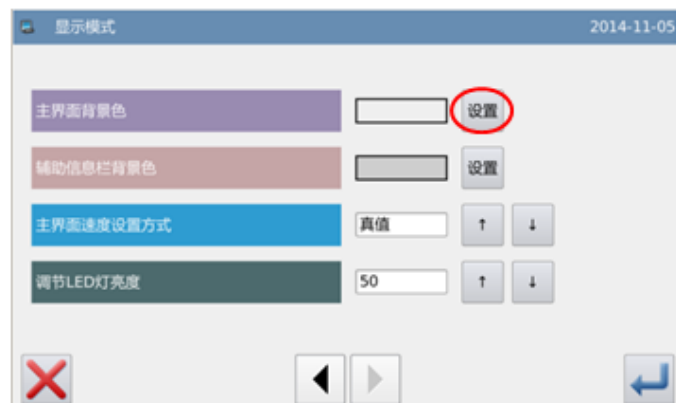 显示模式 2014-11-05
主界面背景色 设置
辅助信息栏背景色 设置
主界面速度设置方式 真值 ↑ ↓
调节LED灯亮度 50 ↑ ↓